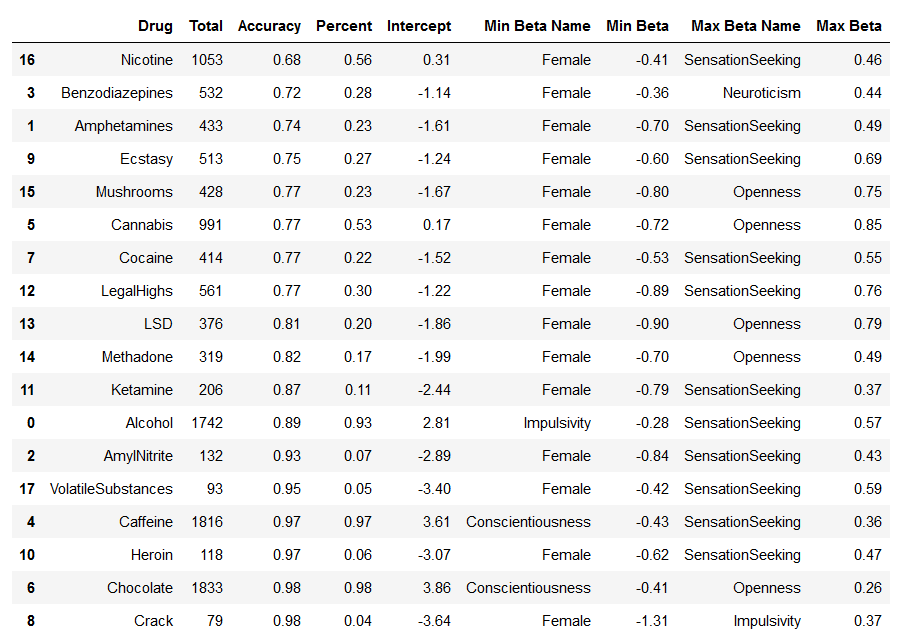 Drug Total Accuracy Percent Intercept Min Beta Name Min Beta Max Beta Name Max Beta
16 Nicotine 1053 0.68 0.56 0.31 Female -0.41 SensationSeeking 0.46
3 Benzodiazepines 532 0.72 0.28 -1.14 Female -0.36 Neuroticism 0.44
1 Amphetamines 433 0.74 0.23 -1.61 Female -0.70 SensationSeeking 0.49
9 Ecstasy 513 0.75 0.27 -1.24 Female -0.60 SensationSeeking 0.69
15 Mushrooms 428 0.77 0.23 -1.67 Female -0.80 Openness 0.75
5 Cannabis 991 0.77 0.53 0.17 Female -0.72 Openness 0.85
7 Cocaine 414 0.77 0.22 -1.52 Female -0.53 SensationSeeking 0.55
12 LegalHighs 561 0.77 0.30 -1.22 Female -0.89 SensationSeeking 0.76
13 LSD 376 0.81 0.20 -1.86 Female -0.90 Openness 0.79
14 Methadone 319 0.82 0.17 -1.99 Female -0.70 Openness 0.49
11 Ketamine 206 0.87 0.11 -2.44 Female -0.79 SensationSeeking 0.37
0 Alcohol 1742 0.89 0.93 2.81 Impulsivity -0.28 SensationSeeking 0.57
2 AmylNitrite 132 0.93 0.07 -2.89 Female -0.84 SensationSeeking 0.43
17 VolatileSubstances 93 0.95 0.05 -3.40 Female -0.42 SensationSeeking 0.59
4 Caffeine 1816 0.97 0.97 3.61 Conscientiousness -0.43 SensationSeeking 0.36
10 Heroin 118 0.97 0.06 -3.07 Female -0.62 SensationSeeking 0.47
6 Chocolate 1833 0.98 0.98 3.86 Conscientiousness -0.41 Openness 0.26
8 Crack 79 0.98 0.04 -3.64 Female -1.31 Impulsivity 0.37